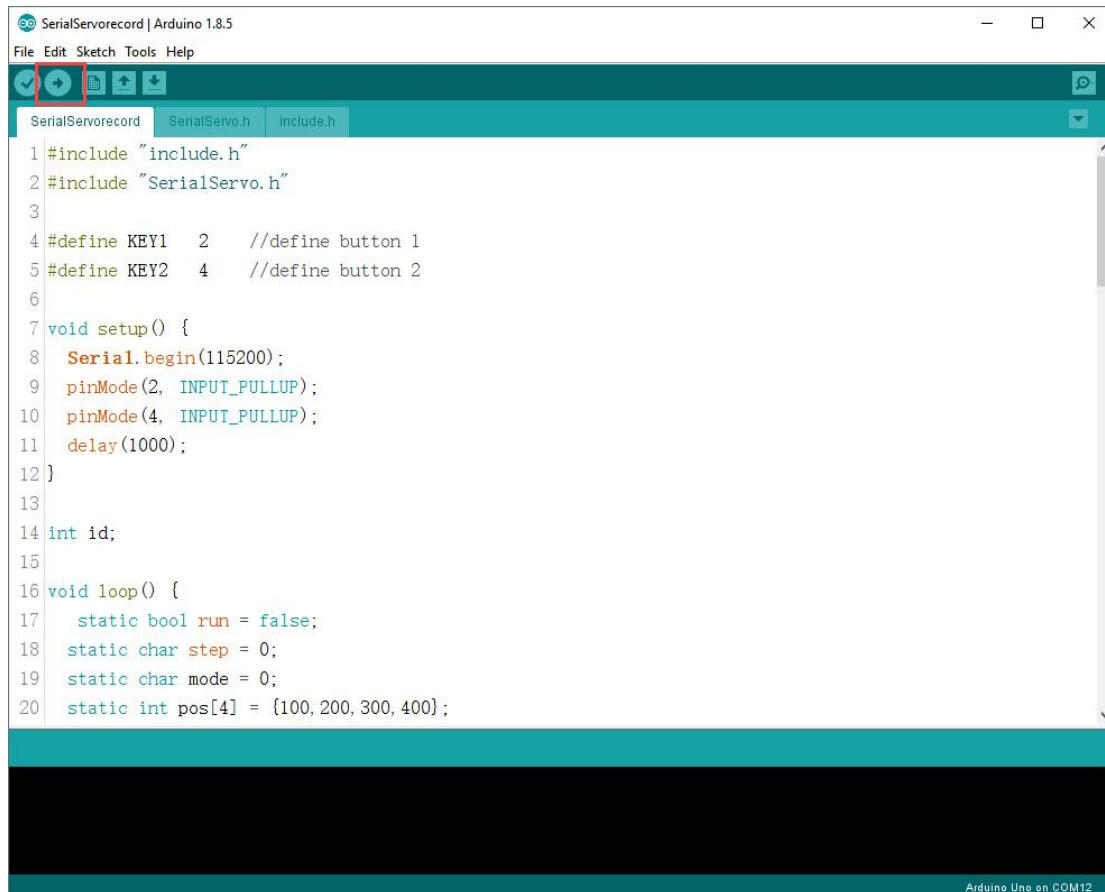 SerialServorecord | Arduino 1.8.5
File Edit Sketch Tools Help
SerialServorecord SerialServo.h include.h
1 #include "include.h"
2 #include "SerialServo.h"
3
4 #define KEY1   2    //define button 1
5 #define KEY2   4    //define button 2
6
7 void setup() {
8   Serial.begin(115200);
9   pinMode(2, INPUT_PULLUP);
10   pinMode(4, INPUT_PULLUP);
11   delay(1000);
12 }
13
14 int id;
15
16 void loop() {
17    static bool run = false;
18   static char step = 0;
19   static char mode = 0;
20   static int pos[4] = {100,200,300,400};
Arduino Uno on COM12